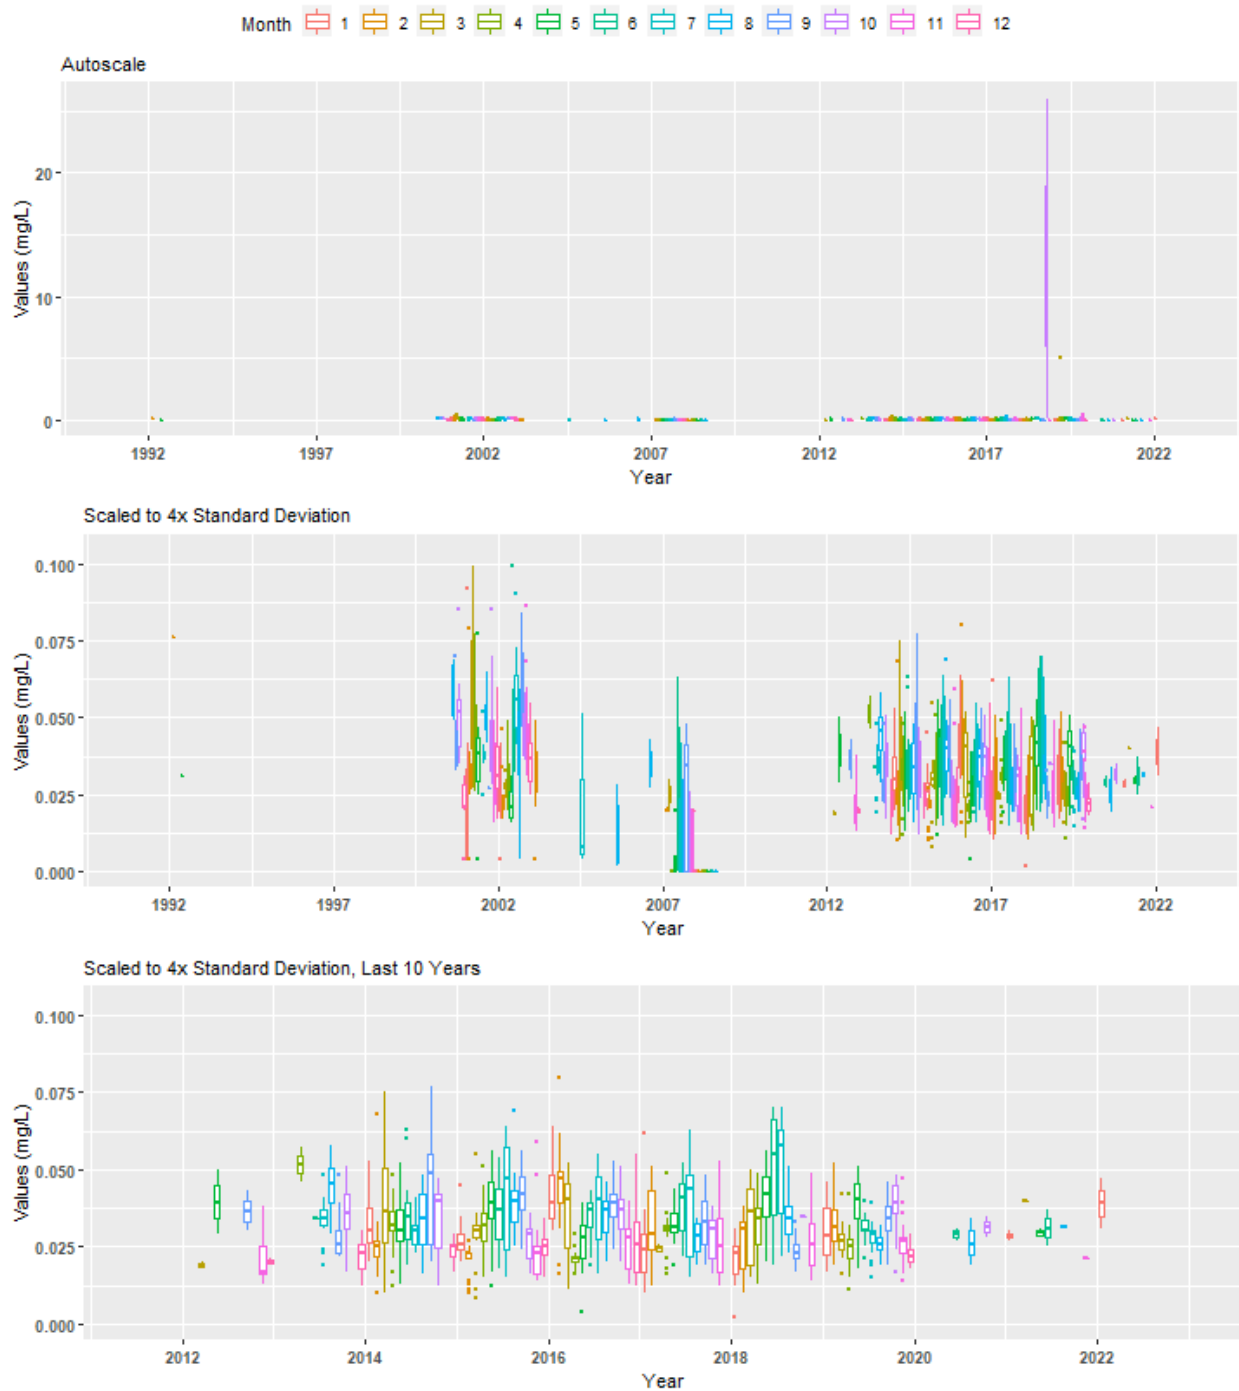 Month 1 2 3 4 5 6 7 8 9 10 11 12
Autoscale
Values (mg/L)
20
10
0
1992 1997 2002 2007 2012 2017 2022
Year
Scaled to 4x Standard Deviation
Values (mg/L)
0.100
0.075
0.050
0.025
0.000
1992 1997 2002 2007 2012 2017 2022
Year
Scaled to 4x Standard Deviation, Last 10 Years
Values (mg/L)
0.100
0.075
0.050
0.025
0.000
2012 2014 2016 2018 2020 2022
Year